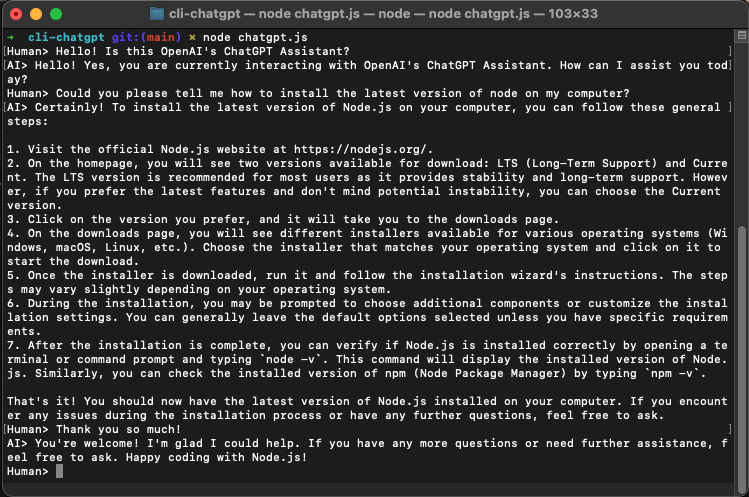 cli-chatgpt — node chatgpt.js — node — node chatgpt.js — 103×33
➜  cli-chatgpt git:(main) × node chatgpt.js
[Human> Hello! Is this OpenAI's ChatGPT Assistant? ]
[AI> Hello! Yes, you are currently interacting with OpenAI's ChatGPT Assistant. How can I assist you tod]
ay?
Human> Could you please tell me how to install the latest version of node on my computer?
[AI> Certainly! To install the latest version of Node.js on your computer, you can follow these general ]
steps:

1. Visit the official Node.js website at https://nodejs.org/.
2. On the homepage, you will see two versions available for download: LTS (Long-Term Support) and Curre
nt. The LTS version is recommended for most users as it provides stability and long-term support. Howev
er, if you prefer the latest features and don't mind potential instability, you can choose the Current
version.
3. Click on the version you prefer, and it will take you to the downloads page.
4. On the downloads page, you will see different installers available for various operating systems (Wi
ndows, macOS, Linux, etc.). Choose the installer that matches your operating system and click on it to
start the download.
5. Once the installer is downloaded, run it and follow the installation wizard's instructions. The step
s may vary slightly depending on your operating system.
6. During the installation, you may be prompted to choose additional components or customize the instal
lation settings. You can generally leave the default options selected unless you have specific requirem
ents.
7. After the installation is complete, you can verify if Node.js is installed correctly by opening a te
rminal or command prompt and typing `node -v`. This command will display the installed version of Node.
js. Similarly, you can check the installed version of npm (Node Package Manager) by typing `npm -v`.

That's it! You should now have the latest version of Node.js installed on your computer. If you encount
er any issues during the installation process or have any further questions, feel free to ask.
[Human> Thank you so much! ]
AI> You're welcome! I'm glad I could help. If you have any more questions or need further assistance, f
eel free to ask. Happy coding with Node.js!
Human>